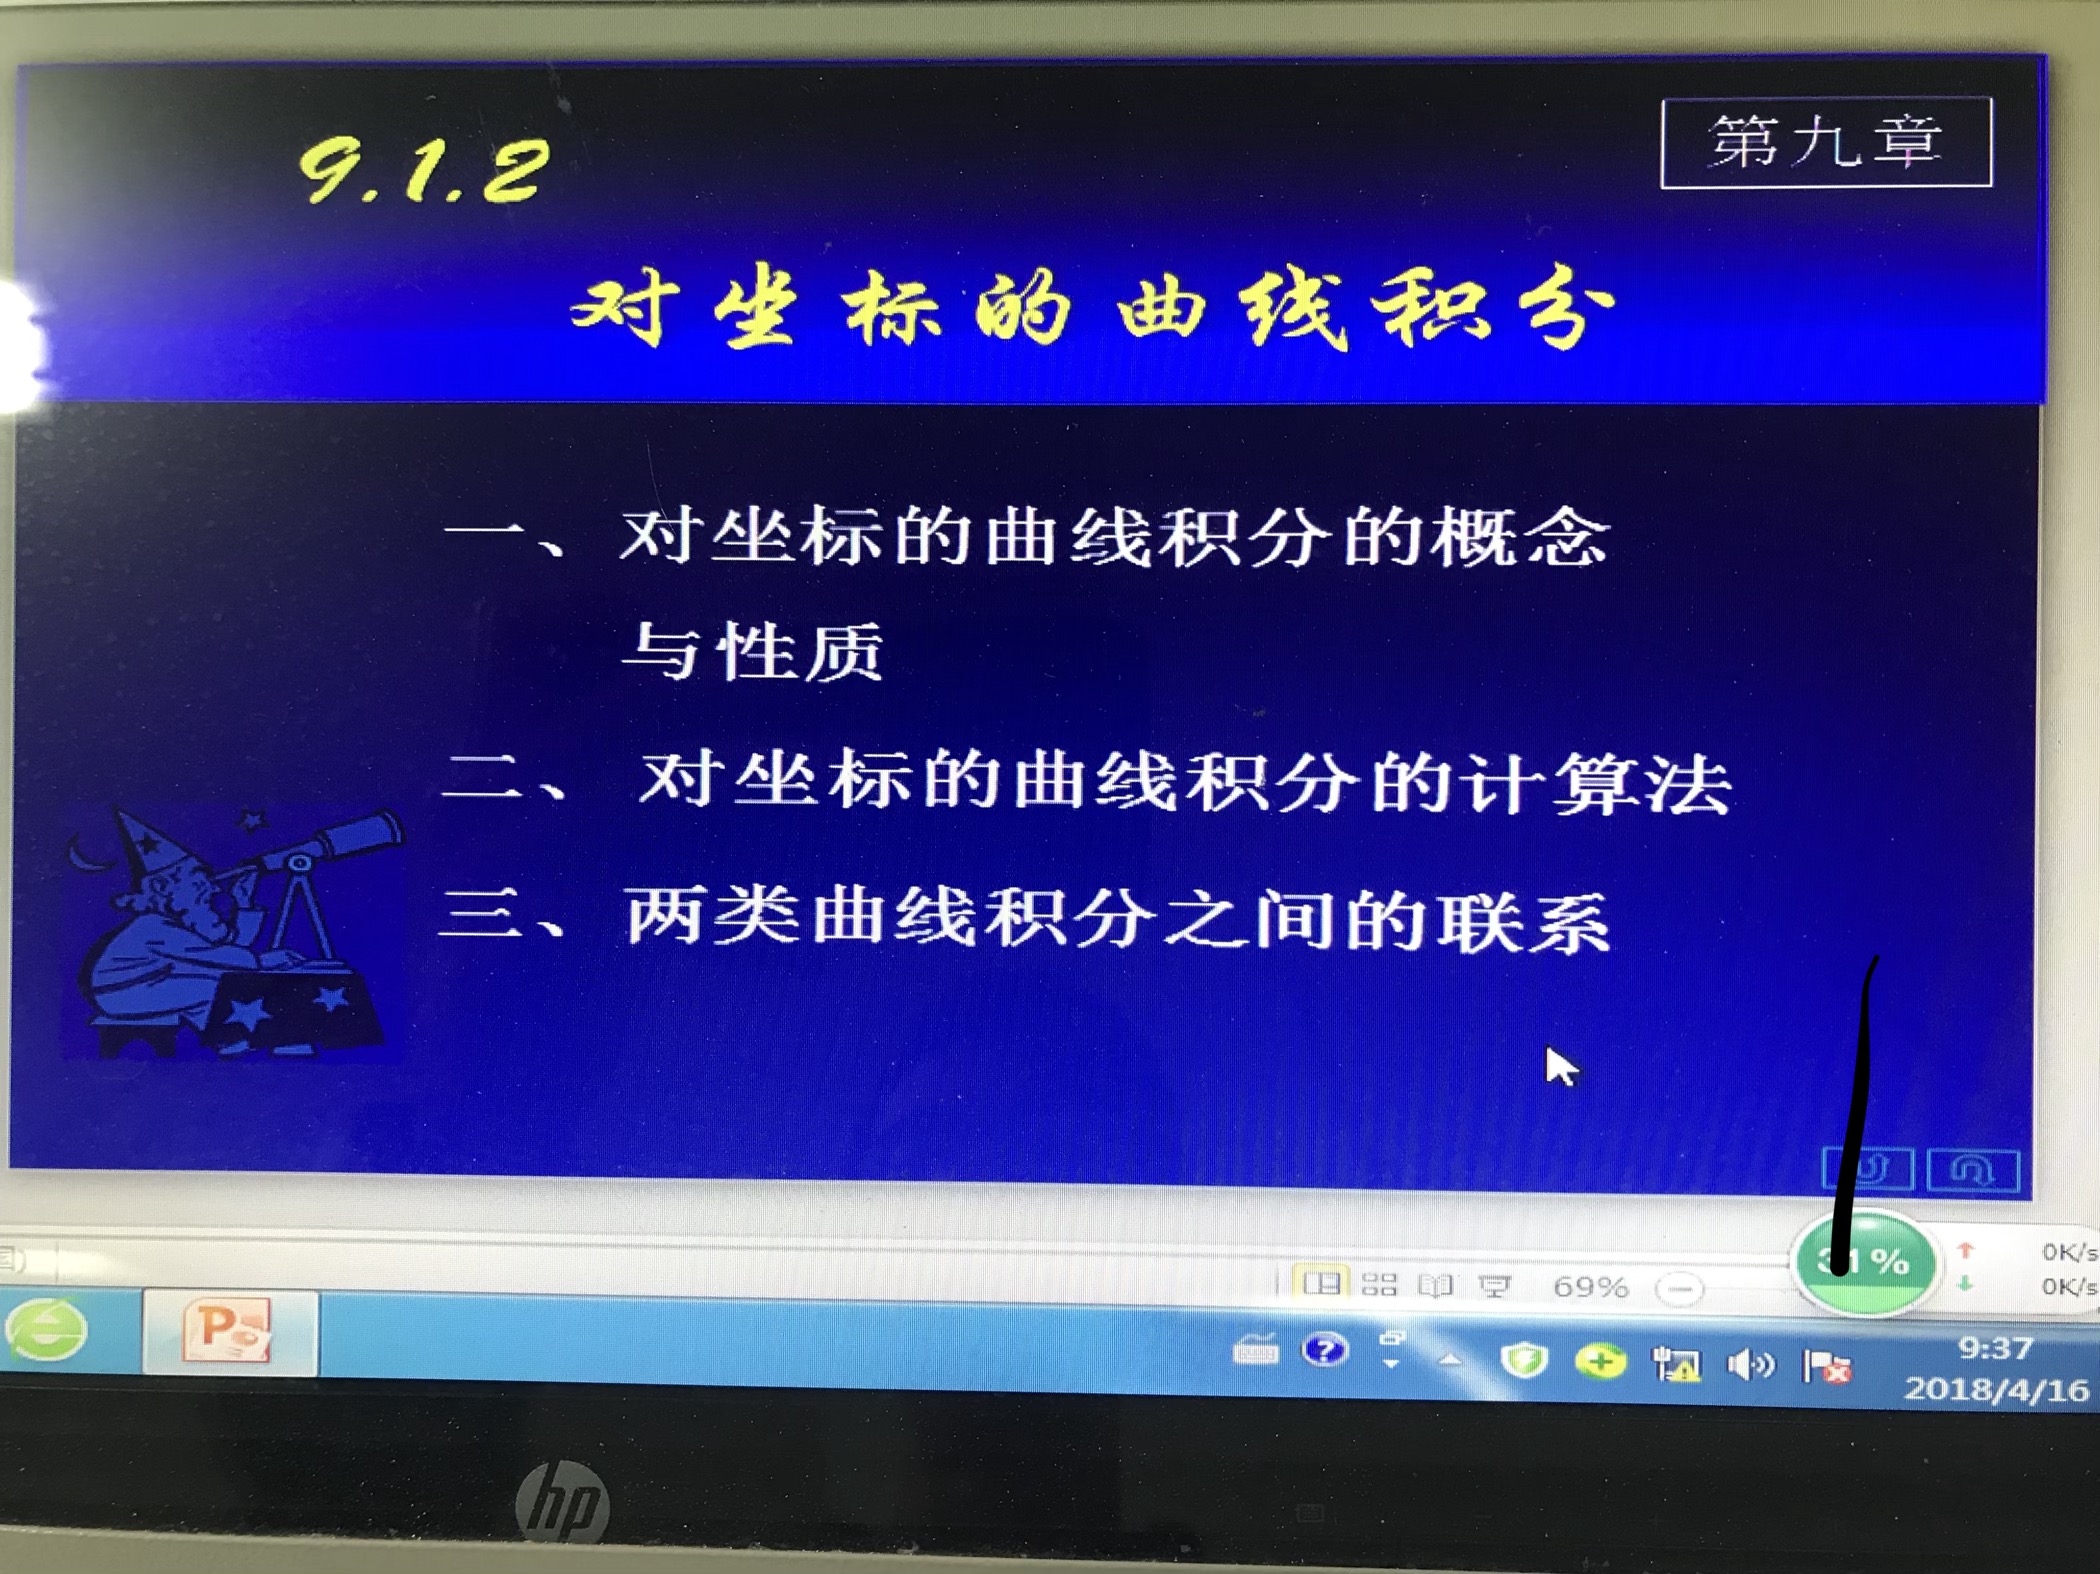 第九章
9.1.2
对坐标的曲线积分
一、对坐标的曲线积分的概念
与性质
二、对坐标的曲线积分的计算法
三、两类曲线积分之间的联系
69%
0K/s
0K/s
9:37
2018/4/16
hp